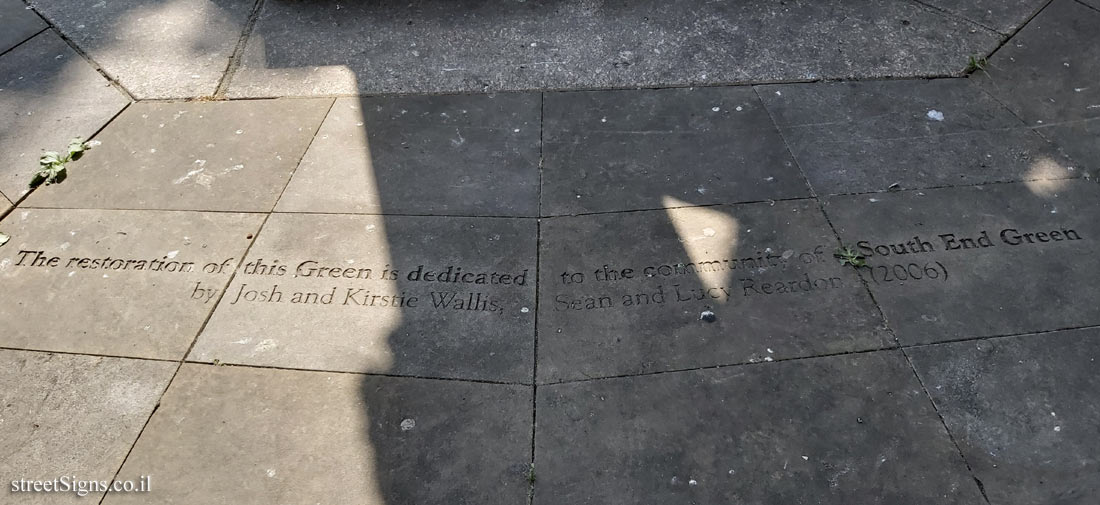 The restoration of this Green is dedicated to the community of South End Green
by Josh and Kirstie Wallis, Sean and Lucy Reardon (2006)
streetSigns.co.il